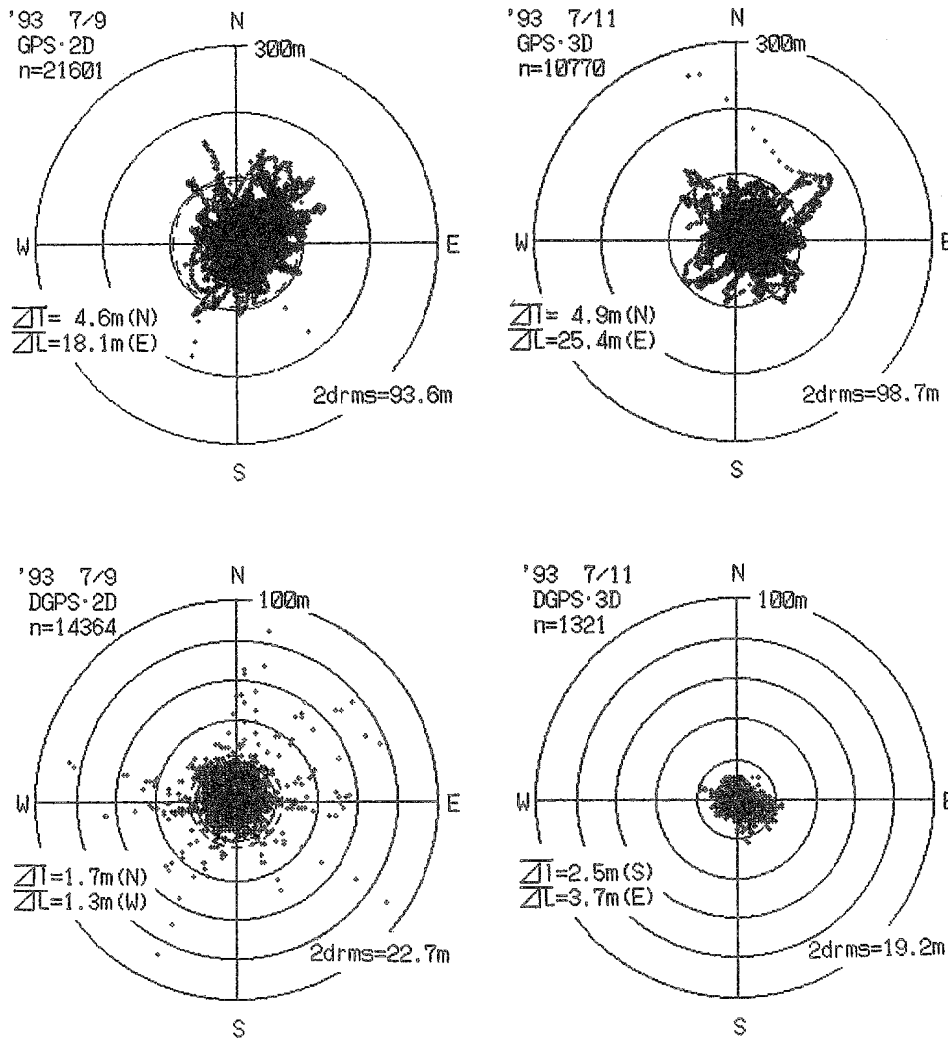 '93 7/9
GPS·2D
n=21601
N
300m
W
E
⊿l= 4.6m(N)
⊿L=18.1m(E)
2drms=93.6m
S
'93 7/11
GPS·3D
n=10770
N
300m
W
E
⊿l= 4.9m(N)
⊿L=25.4m(E)
2drms=98.7m
S
'93 7/9
DGPS·2D
n=14364
N
100m
W
E
⊿l=1.7m(N)
⊿L=1.3m(W)
2drms=22.7m
S
'93 7/11
DGPS·3D
n=1321
N
100m
W
E
⊿l=2.5m(S)
⊿L=3.7m(E)
2drms=19.2m
S